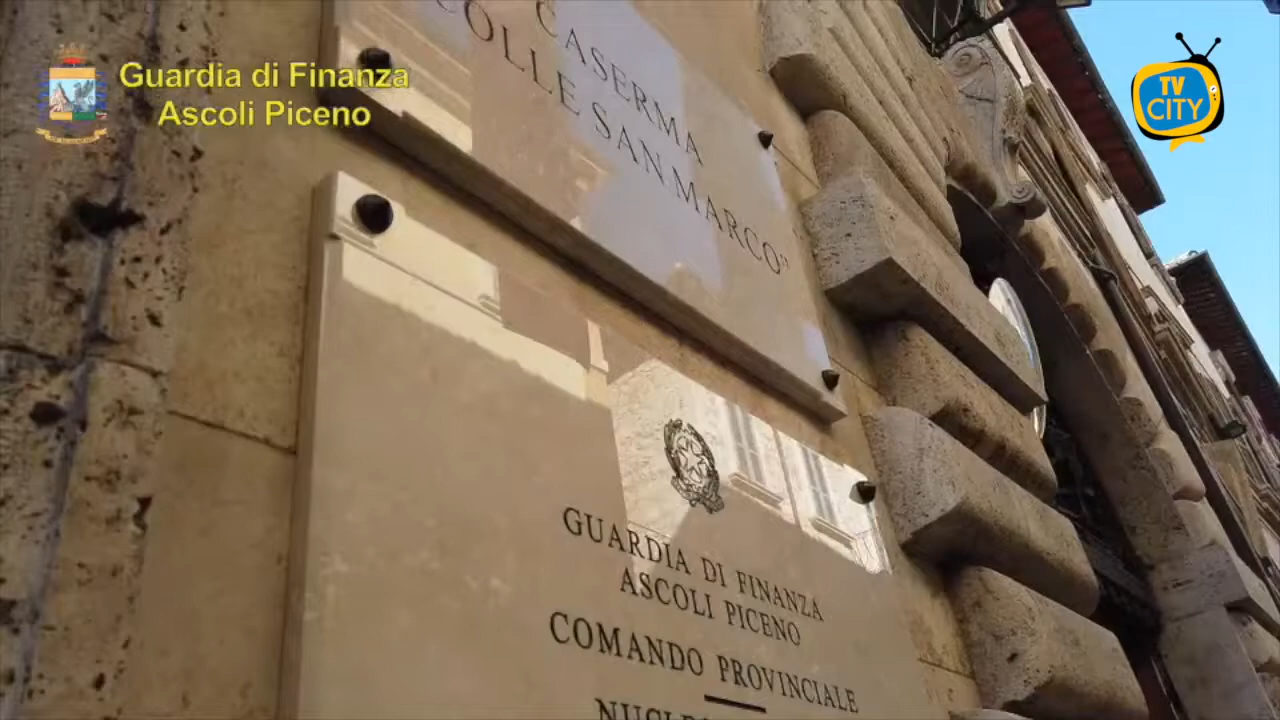 Guardia di Finanza
Ascoli Piceno
TV
CITY
CASERMA
COLLE SAN MARCO”
GUARDIA DI FINANZA
ASCOLI PICENO
COMANDO PROVINCIALE